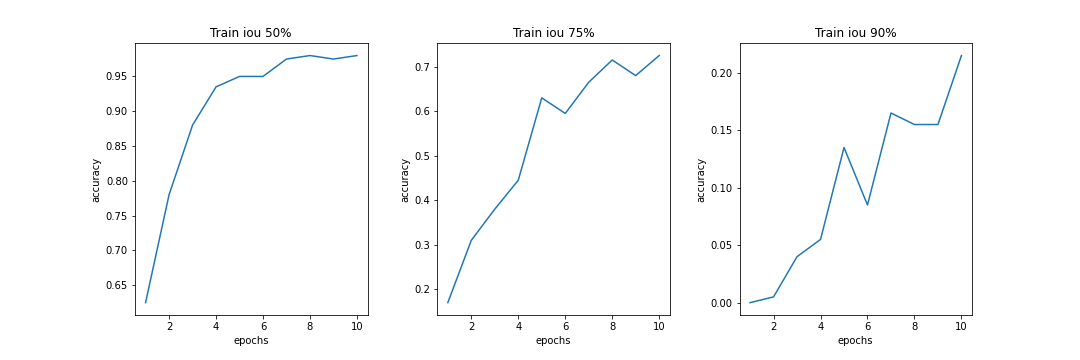 Train iou 50%
0.95
0.90
0.85
0.80
0.75
0.70
0.65
accuracy
2 4 6 8 10
epochs
Train iou 75%
0.7
0.6
0.5
0.4
0.3
0.2
accuracy
2 4 6 8 10
epochs
Train iou 90%
0.20
0.15
0.10
0.05
0.00
accuracy
2 4 6 8 10
epochs